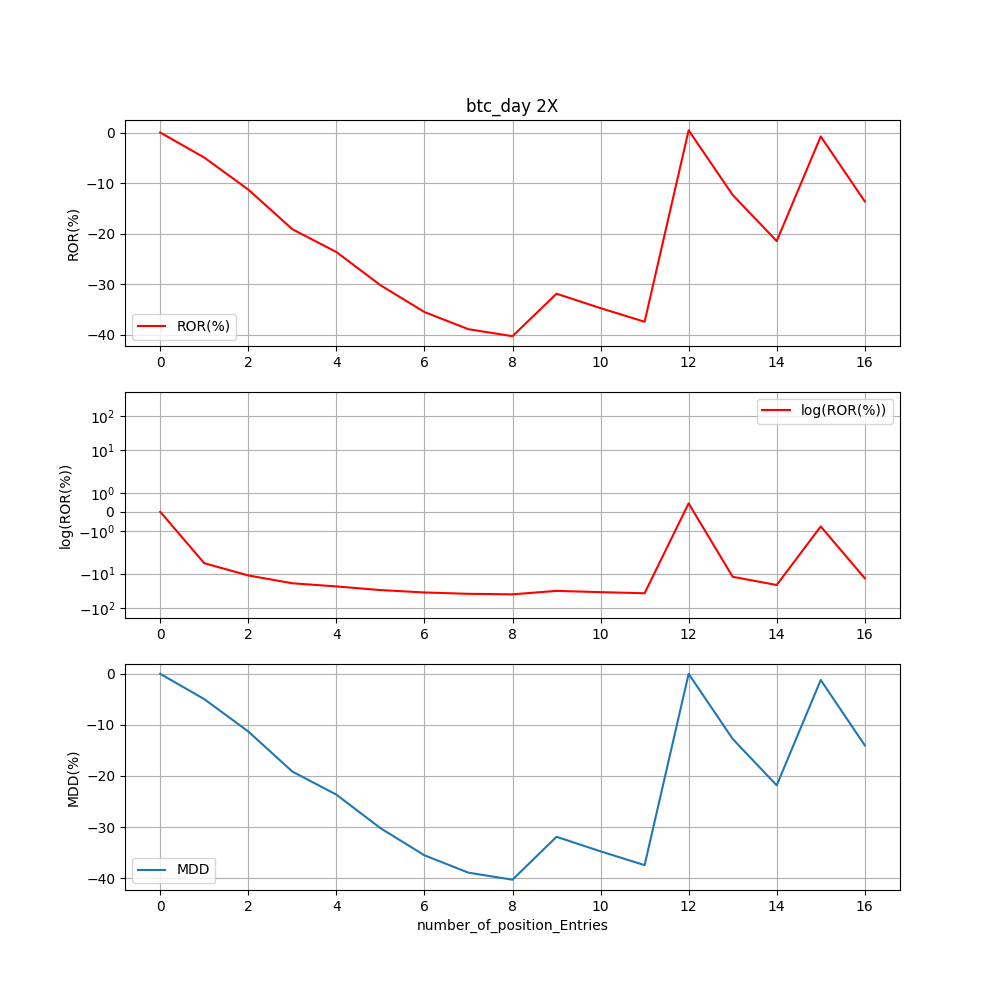 btc_day 2X
0
−10
−20
−30
−40
ROR(%)
ROR(%)
0 2 4 6 8 10 12 14 16
10²
10¹
10⁰
0
−10⁰
−10¹
−10²
log(ROR(%))
log(ROR(%))
0 2 4 6 8 10 12 14 16
0
−10
−20
−30
−40
MDD(%)
MDD
0 2 4 6 8 10 12 14 16
number_of_position_Entries